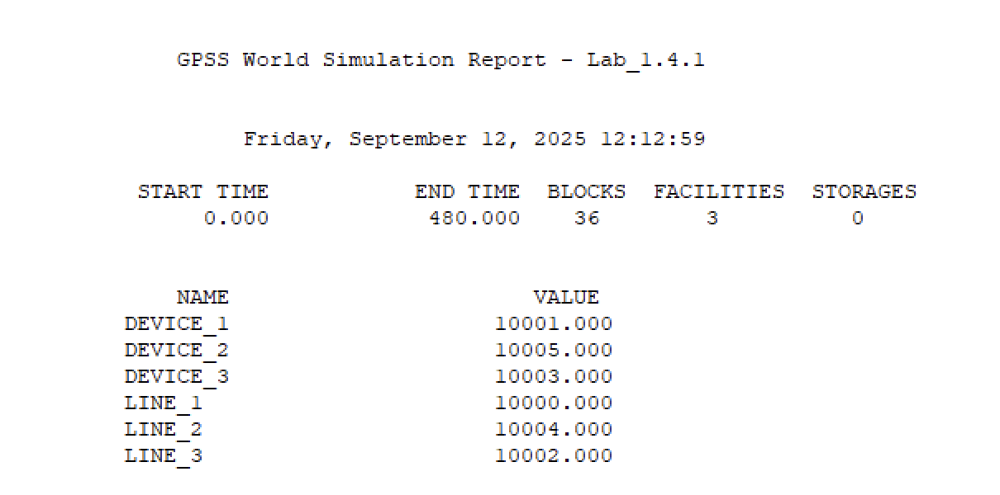 GPSS World Simulation Report - Lab_1.4.1
Friday, September 12, 2025 12:12:59
START TIME END TIME BLOCKS FACILITIES STORAGES
0.000 480.000 36 3 0
NAME VALUE
DEVICE_1 10001.000
DEVICE_2 10005.000
DEVICE_3 10003.000
LINE_1 10000.000
LINE_2 10004.000
LINE_3 10002.000